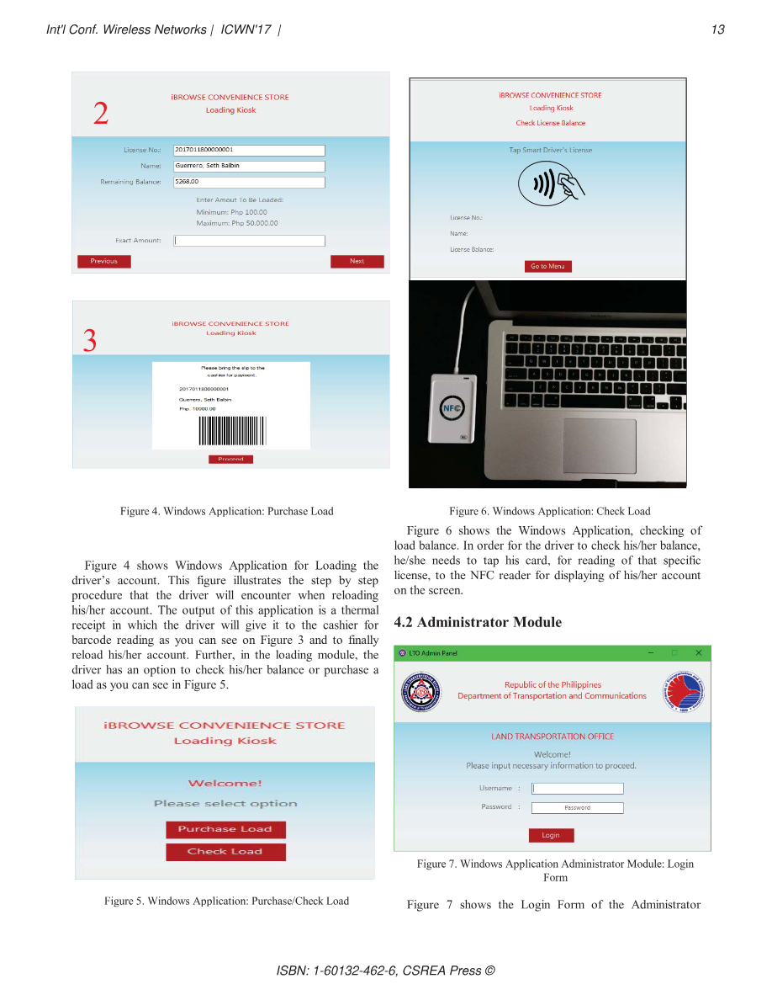 Int'l Conf. Wireless Networks | ICWN'17 | 13
2
iBROWSE CONVENIENCE STORE
Loading Kiosk
License No.: 2017011800000001
Name: Guerrero, Seth Balbin
Remaining Balance: 5268.00
Enter Amout To Be Loaded:
Minimum: Php 100.00
Maximum: Php 50,000.00
Exact Amount:
Previous Next
3
iBROWSE CONVENIENCE STORE
Loading Kiosk
Please bring the slip to the
cashier for payment.
2017011800000001
Guerrero, Seth Balbin
Php. 10000.00
Proceed
Figure 4. Windows Application: Purchase Load
Figure 4 shows Windows Application for Loading the
driver's account. This figure illustrates the step by step
procedure that the driver will encounter when reloading
his/her account. The output of this application is a thermal
receipt in which the driver will give it to the cashier for
barcode reading as you can see on Figure 3 and to finally
reload his/her account. Further, in the loading module, the
driver has an option to check his/her balance or purchase a
load as you can see in Figure 5.
iBROWSE CONVENIENCE STORE
Loading Kiosk
Welcome!
Please select option
Purchase Load
Check Load
Figure 5. Windows Application: Purchase/Check Load
iBROWSE CONVENIENCE STORE
Loading Kiosk
Check License Balance
Tap Smart Driver's License
License No.:
Name:
License Balance:
Go to Menu
NFC
Figure 6. Windows Application: Check Load
Figure 6 shows the Windows Application, checking of
load balance. In order for the driver to check his/her balance,
he/she needs to tap his card, for reading of that specific
license, to the NFC reader for displaying of his/her account
on the screen.
4.2 Administrator Module
LTO Admin Panel
LTO
Republic of the Philippines
Department of Transportation and Communications
LAND TRANSPORTATION OFFICE
Welcome!
Please input necessary information to proceed.
Username :
Password : Password
Login
Figure 7. Windows Application Administrator Module: Login
Form
Figure 7 shows the Login Form of the Administrator
ISBN: 1-60132-462-6, CSREA Press ©